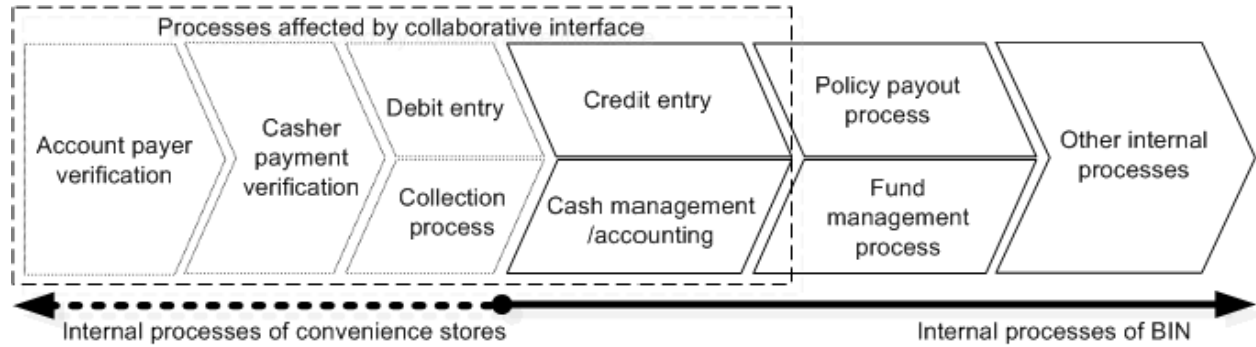 Processes affected by collaborative interface
Account payer
verification
Casher
payment
verification
Debit entry
Collection
process
Credit entry
Cash management
/accounting
Policy payout
process
Fund
management
process
Other internal
processes
Internal processes of convenience stores
Internal processes of BIN